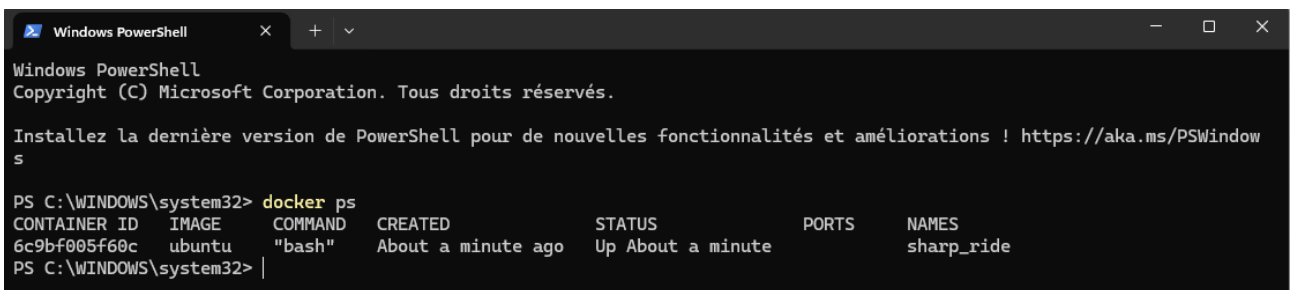 Windows PowerShell
Windows PowerShell
Copyright (C) Microsoft Corporation. Tous droits réservés.
Installez la dernière version de PowerShell pour de nouvelles fonctionnalités et améliorations ! https://aka.ms/PSWindow
s
PS C:\WINDOWS\system32> docker ps
CONTAINER ID   IMAGE     COMMAND   CREATED              STATUS              PORTS     NAMES
6c9bf005f60c   ubuntu    "bash"    About a minute ago   Up About a minute             sharp_ride
PS C:\WINDOWS\system32>